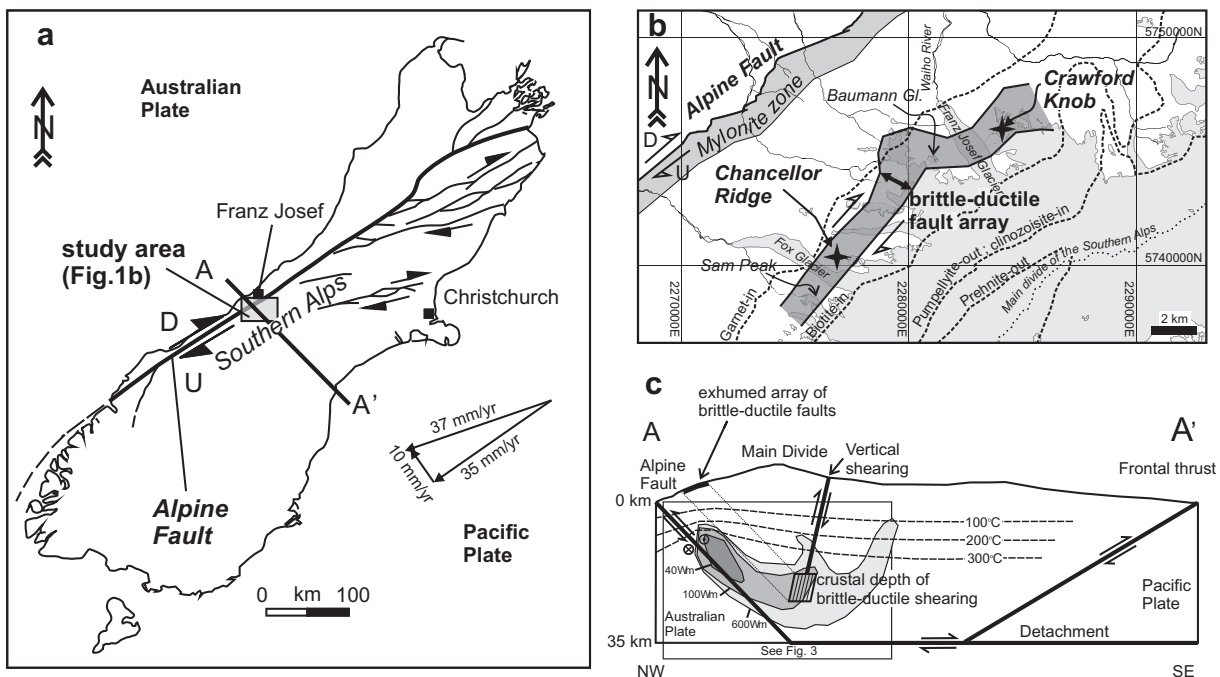 a
Australian
Plate
N
Franz Josef
study area
(Fig.1b)
A
D
Southern Alps
U
Christchurch
A'
37 mm/yr
10 mm/yr
35 mm/yr
Alpine
Fault
Pacific
Plate
0 km 100
b
N
Alpine Fault
Mylonite zone
D
U
Baumann Gl.
Waiho River
Franz Josef Glacier
Crawford
Knob
5750000N
Chancellor
Ridge
brittle-ductile
fault array
Fox Glacier
Sam Peak
Garnet-in
Biotite-in
Pumpellyite-out : clinozoisite-in
Prehnite-out
Main divide of the Southern Alps
5740000N
2270000E
2280000E
2290000E
2 km
c
exhumed array of
brittle-ductile faults
A
A'
Alpine
Fault
Main Divide
Vertical
shearing
Frontal thrust
0 km
100°C
200°C
300°C
40Wm
100Wm
600Wm
crustal depth of
brittle-ductile shearing
Australian
Plate
Pacific
Plate
Detachment
35 km
See Fig. 3
NW
SE